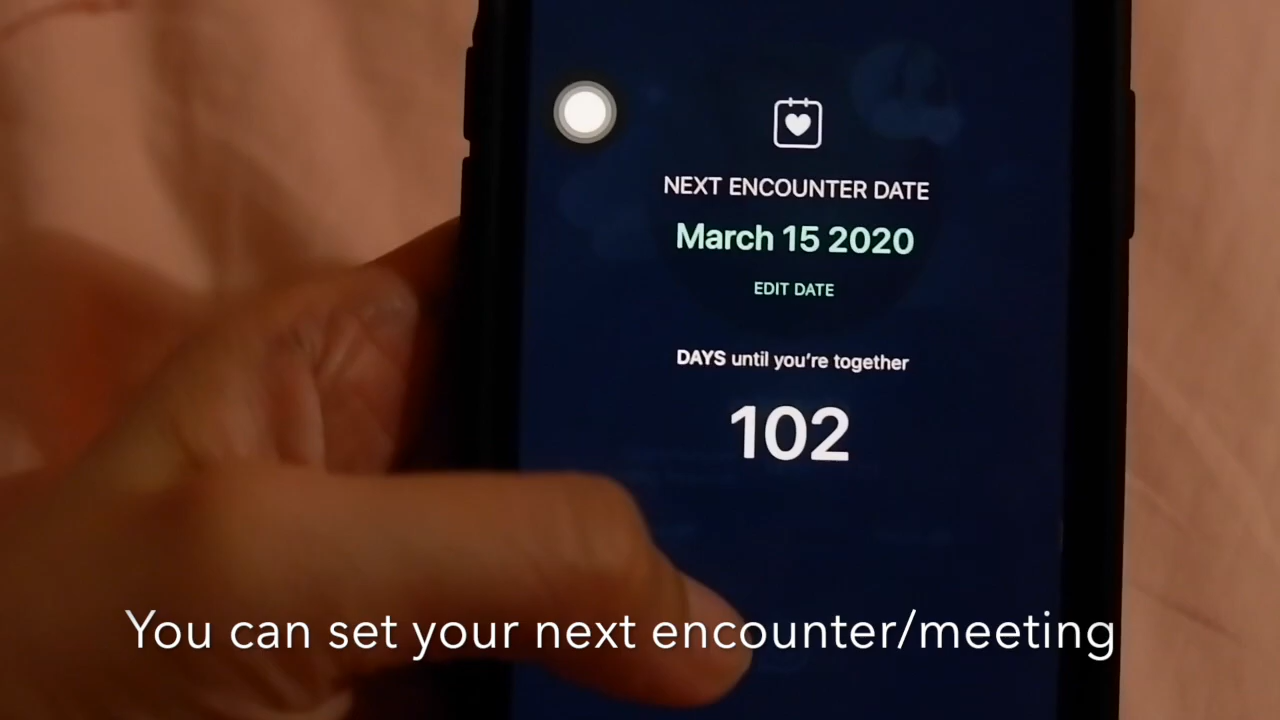 NEXT ENCOUNTER DATE
March 15 2020
EDIT DATE
DAYS until you're together
102
You can set your next encounter/meeting